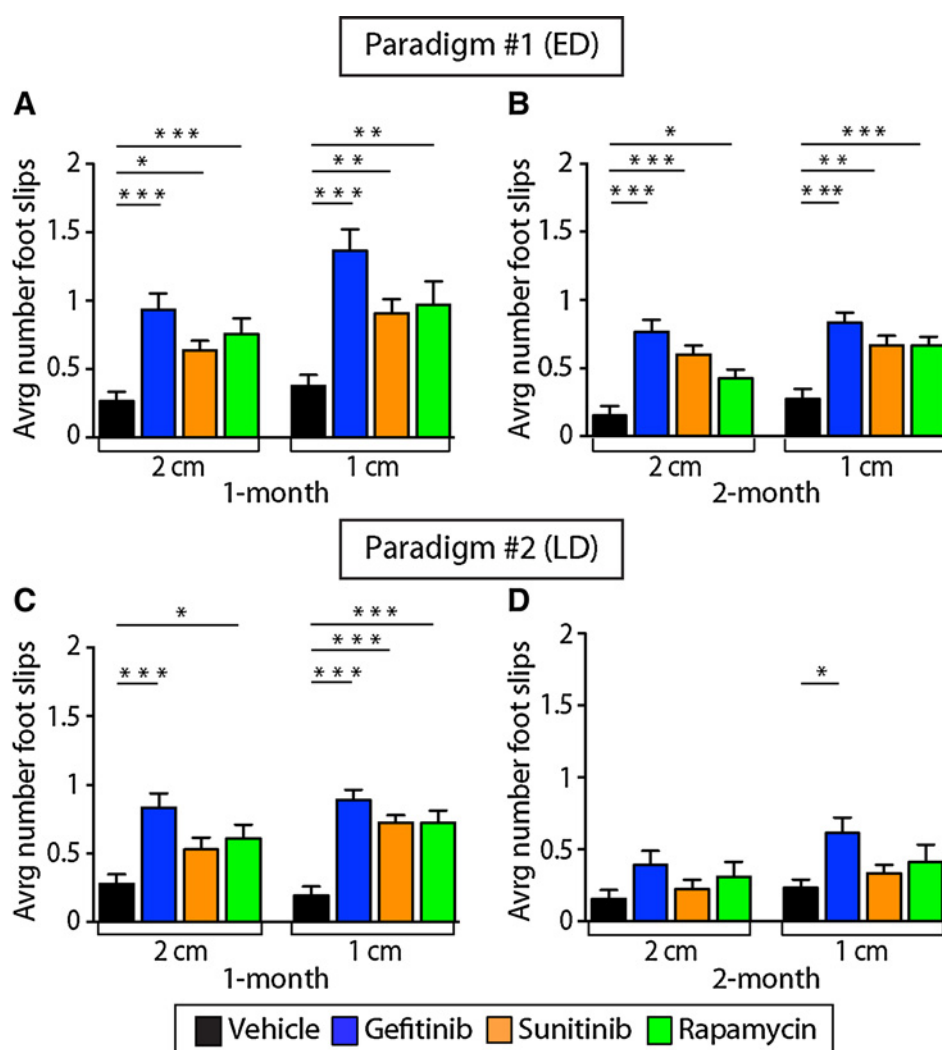 Paradigm #1 (ED)
A
B
*** **
* **
*** ***
* ***
*** **
*** ***
Avrg number foot slips
2
1.5
1
0.5
0
2 cm 1 cm
1-month
Avrg number foot slips
2
1.5
1
0.5
0
2 cm 1 cm
2-month
Paradigm #2 (LD)
C
D
* ***
***
*** ***
*
Avrg number foot slips
2
1.5
1
0.5
0
2 cm 1 cm
1-month
Avrg number foot slips
2
1.5
1
0.5
0
2 cm 1 cm
2-month
Vehicle Gefitinib Sunitinib Rapamycin